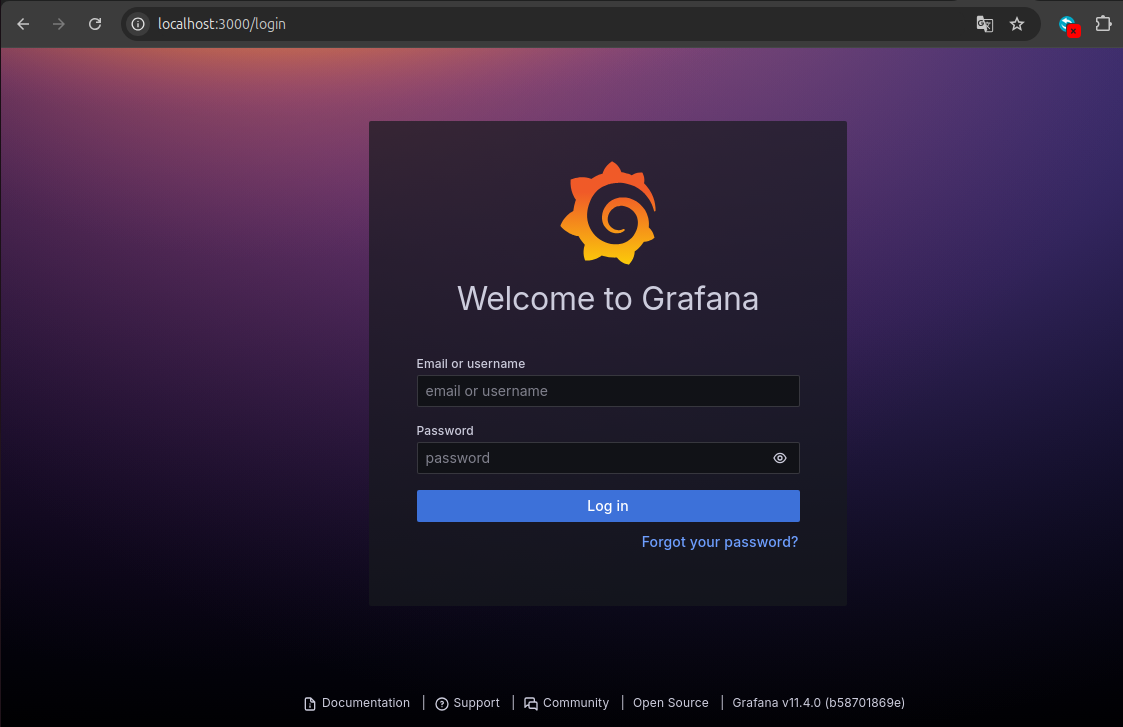 localhost:3000/login
Welcome to Grafana
Email or username
email or username
Password
password
Log in
Forgot your password?
Documentation | Support | Community | Open Source | Grafana v11.4.0 (b58701869e)